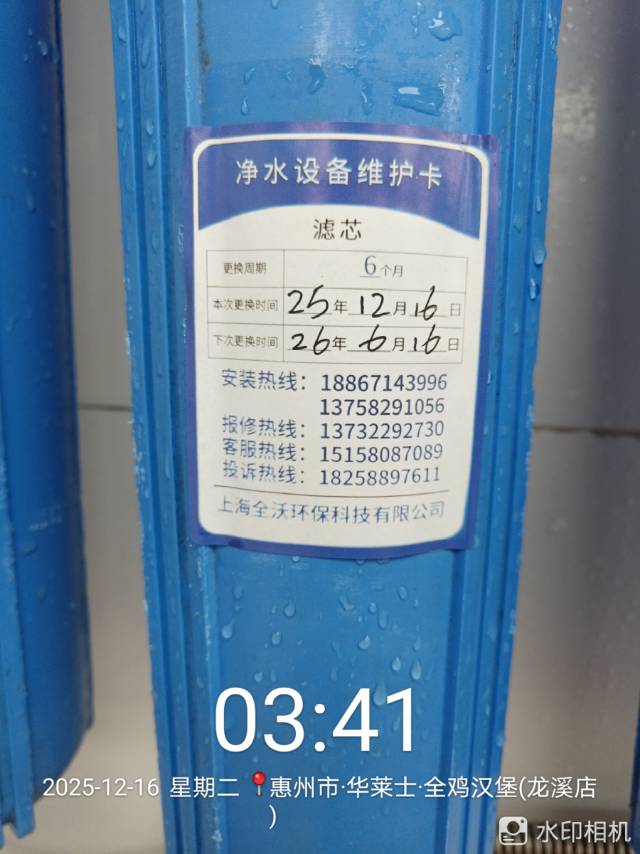 净水设备维护卡
滤芯
更换周期 6个月
本次更换时间 25年12月16日
下次更换时间 26年6月16日
安装热线：18867143996
13758291056
报修热线：13732292730
客服热线：15158087089
投诉热线：18258897611
上海全沃环保科技有限公司
03:41
2025-12-16 星期二 惠州市·华莱士·全鸡汉堡(龙溪店
)
水印相机